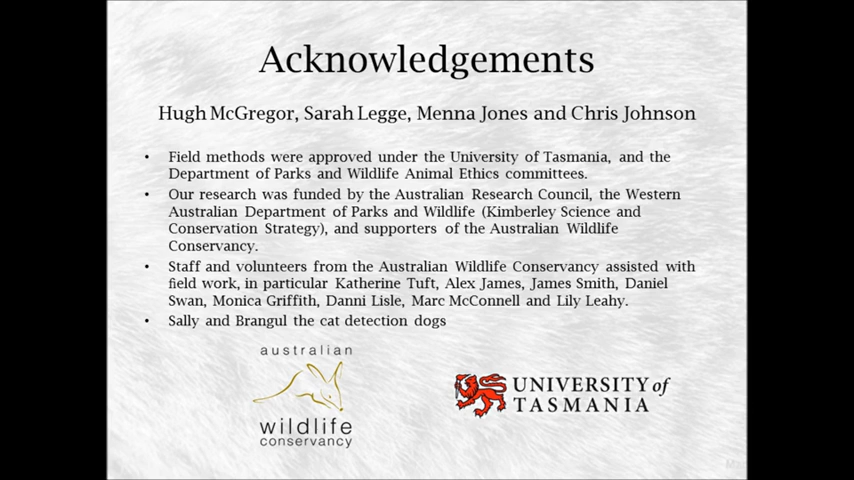 Acknowledgements
Hugh McGregor, Sarah Legge, Menna Jones and Chris Johnson
• Field methods were approved under the University of Tasmania, and the
Department of Parks and Wildlife Animal Ethics committees.
• Our research was funded by the Australian Research Council, the Western
Australian Department of Parks and Wildlife (Kimberley Science and
Conservation Strategy), and supporters of the Australian Wildlife
Conservancy.
• Staff and volunteers from the Australian Wildlife Conservancy assisted with
field work, in particular Katherine Tuft, Alex James, James Smith, Daniel
Swan, Monica Griffith, Danni Lisle, Marc McConnell and Lily Leahy.
• Sally and Brangul the cat detection dogs
australian
wildlife
conservancy
UNIVERSITY of
TASMANIA